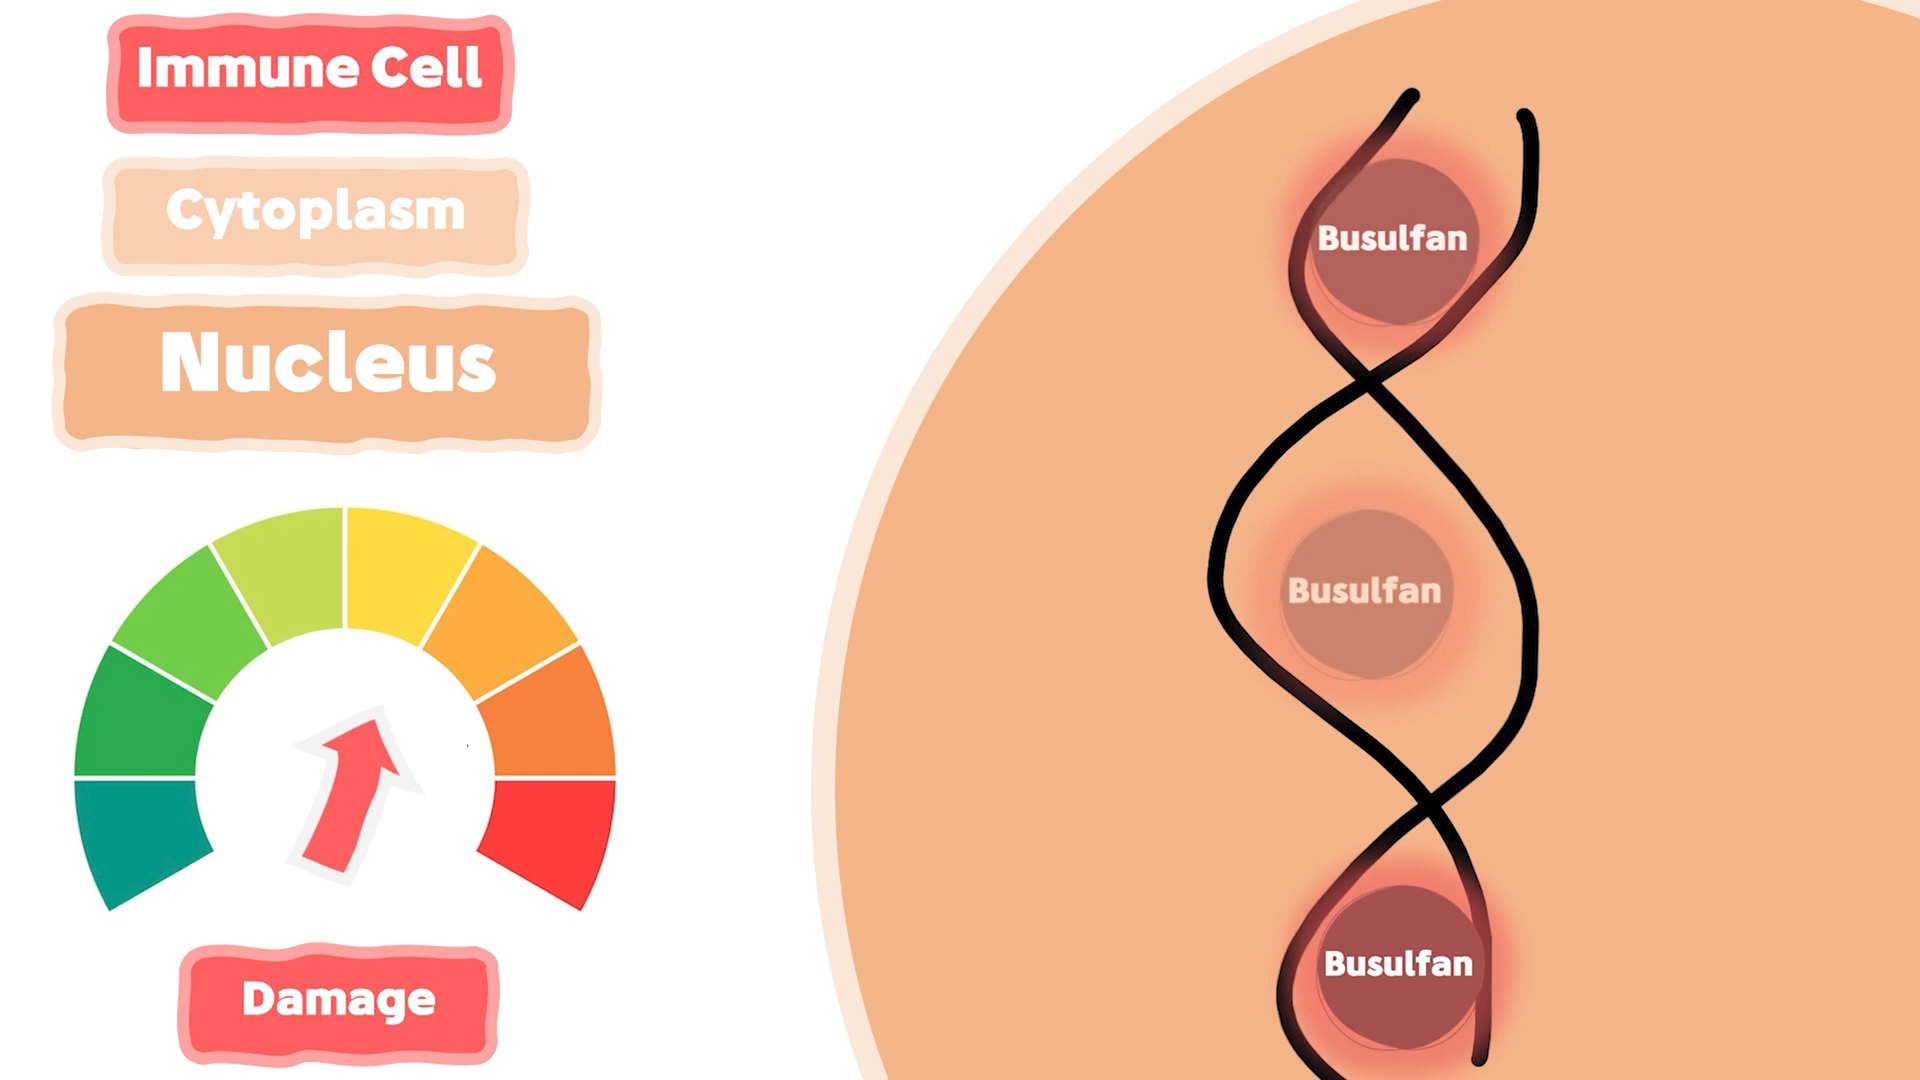 Immune Cell
Cytoplasm
Nucleus
Damage
Busulfan
Busulfan
Busulfan